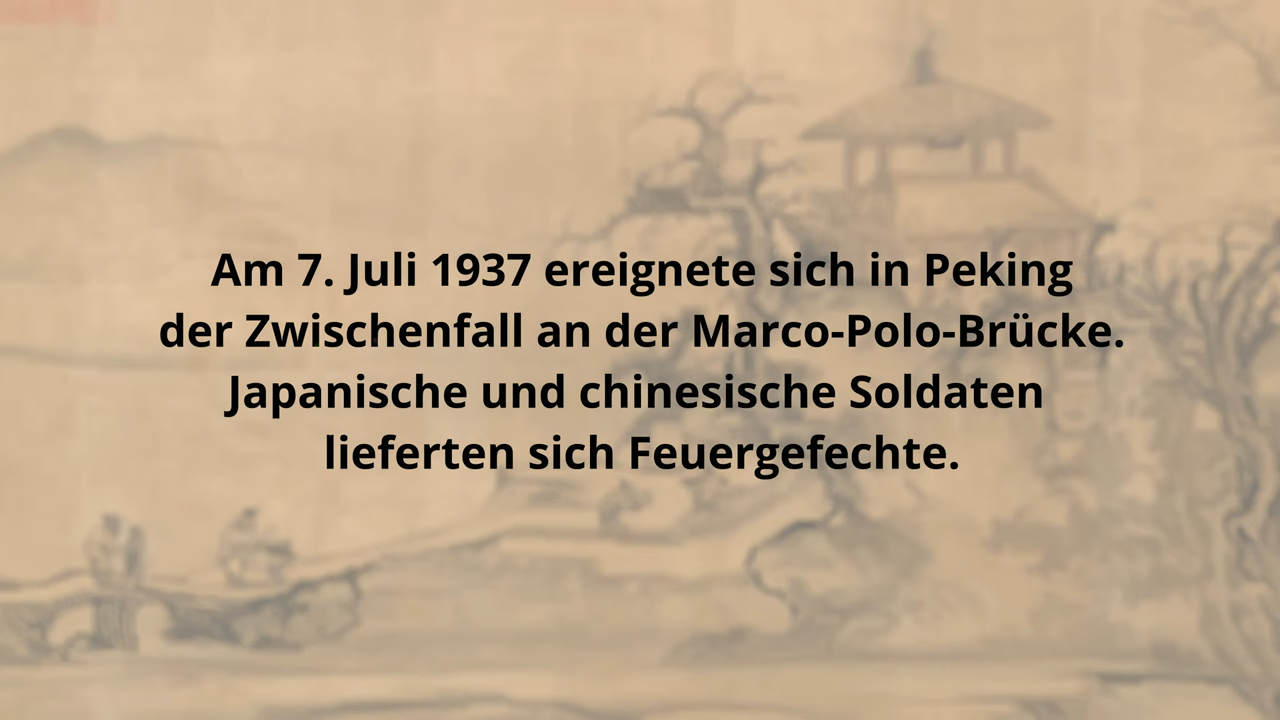 Am 7. Juli 1937 ereignete sich in Peking
der Zwischenfall an der Marco-Polo-Brücke.
Japanische und chinesische Soldaten
lieferten sich Feuergefechte.